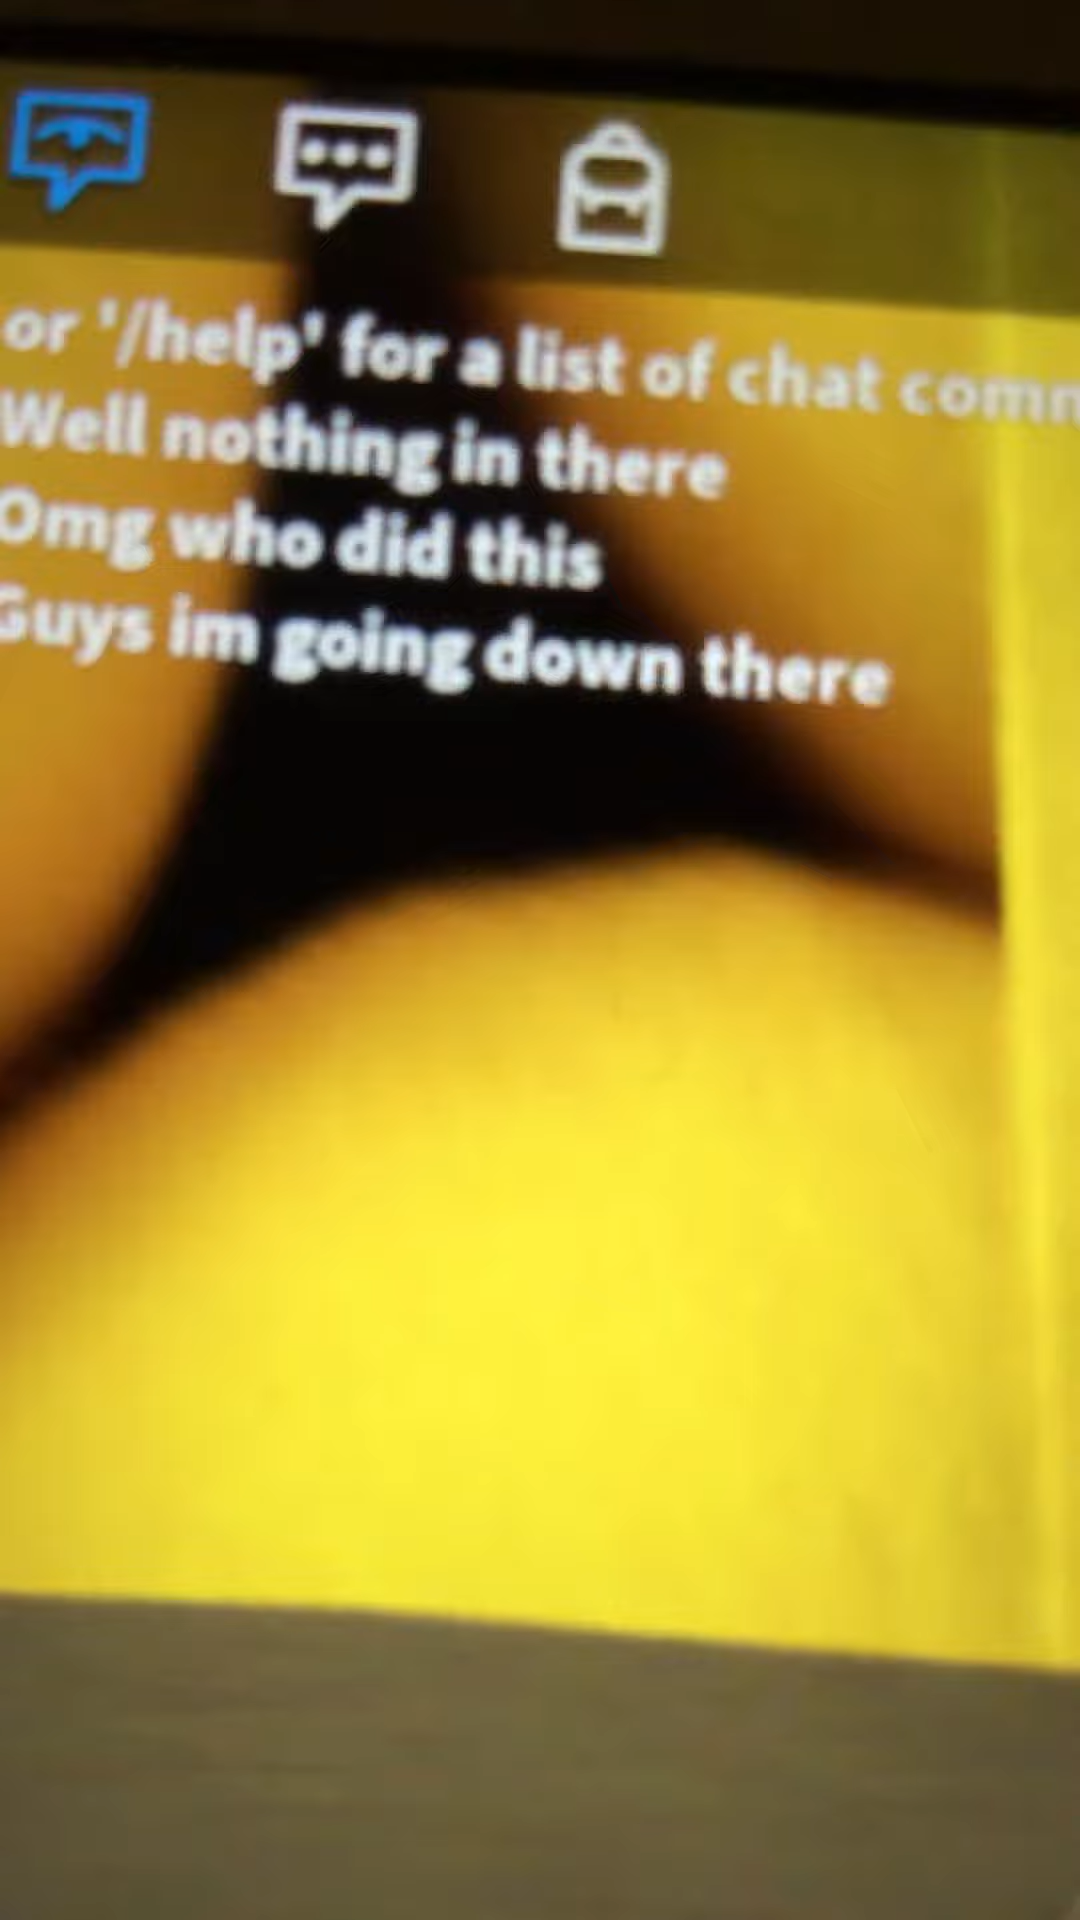 or '/help' for a list of chat
Well nothing in there
Omg who did this
Guys im going down there